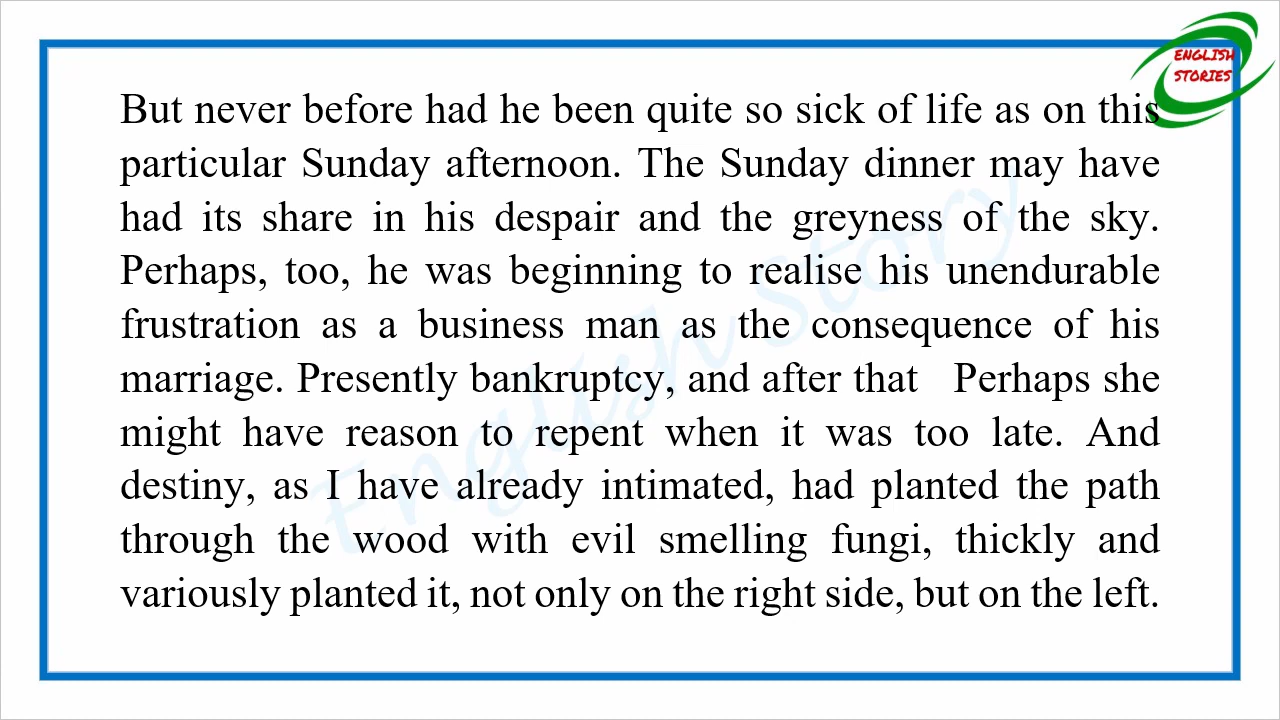 ENGLISH
STORIES
But never before had he been quite so sick of life as on this
particular Sunday afternoon. The Sunday dinner may have
had its share in his despair and the greyness of the sky.
Perhaps, too, he was beginning to realise his unendurable
frustration as a business man as the consequence of his
marriage. Presently bankruptcy, and after that   Perhaps she
might have reason to repent when it was too late. And
destiny, as I have already intimated, had planted the path
through the wood with evil smelling fungi, thickly and
variously planted it, not only on the right side, but on the left.
English Story